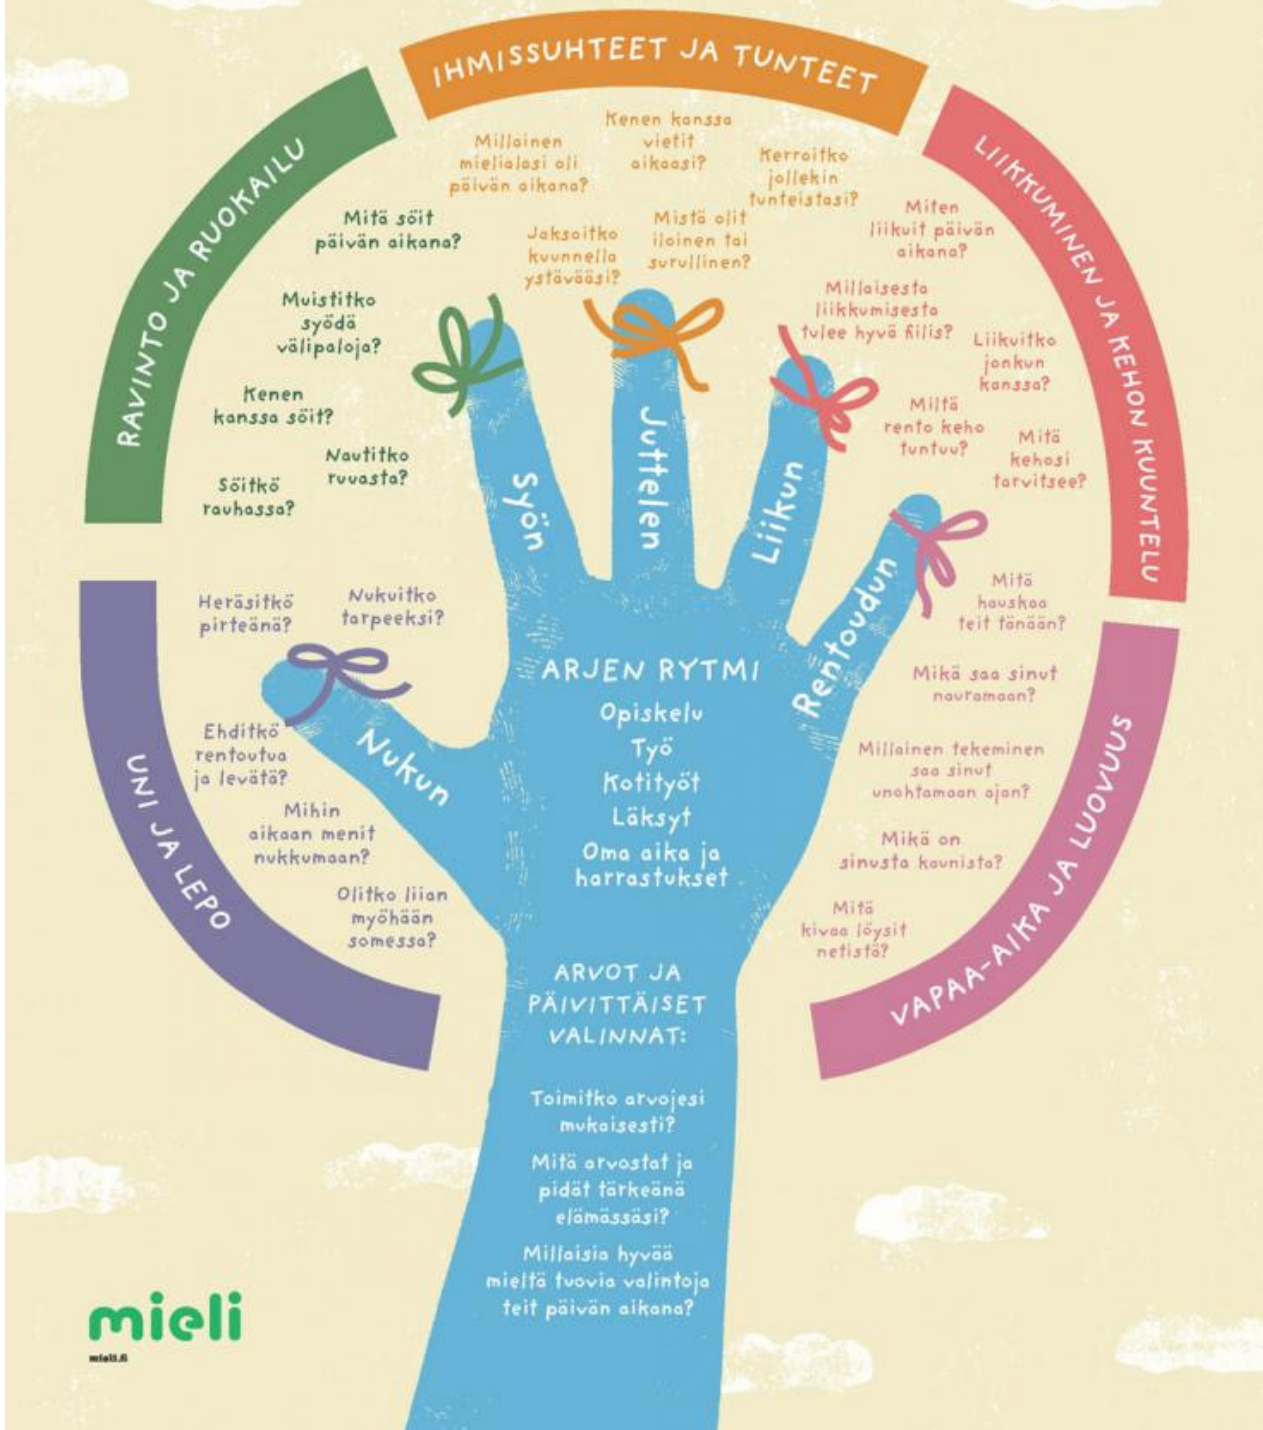 IHMISSUHTEET JA TUNTEET
Millainen
mielialasi oli
päivän aikana?
Kenen kanssa
vietit
aikaasi?
Kerroitko
jollekin
tunteistasi?
Jaksoitko
kuunnella
ystävääsi?
Mistä olit
iloinen tai
surullinen?
RAVINTO JA RUOKAILU
Mitä söit
päivän aikana?
Muistitko
syödä
välipaloja?
Kenen
kanssa söit?
Nautitko
ruuasta?
Söitkö
rauhassa?
LIIKKUMINEN JA KEHON KUUNTELU
Miten
liikuit päivän
aikana?
Millaisesta
liikkumisesta
tulee hyvä fiilis?
Liikuitko
jonkun
kanssa?
Miltä
rento keho
tuntuu?
Mitä
kehosi
tarvitsee?
Syön
Juttelen
Liikun
Rentoudun
Nukun
UNI JA LEPO
Heräsitkö
pirteänä?
Nukuitko
tarpeeksi?
Ehditkö
rentoutua
ja levätä?
Mihin
aikaan menit
nukkumaan?
Olitko liian
myöhään
somessa?
ARJEN RYTMI
Opiskelu
Työ
Kotityöt
Läksyt
Oma aika ja
harrastukset
VAPAA-AIKA JA LUOVUUS
Mitä
hauskaa
teit tänään?
Mikä saa sinut
nauramaan?
Millainen tekeminen
saa sinut
unohtamaan ajan?
Mikä on
sinusta kaunista?
Mitä
kivaa löysit
netistä?
ARVOT JA
PÄIVITTÄISET
VALINNAT:
Toimitko arvojesi
mukaisesti?
Mitä arvostat ja
pidät tärkeänä
elämässäsi?
Millaisia hyvää
mieltä tuovia valintoja
teit päivän aikana?
mieli
mieli.fi